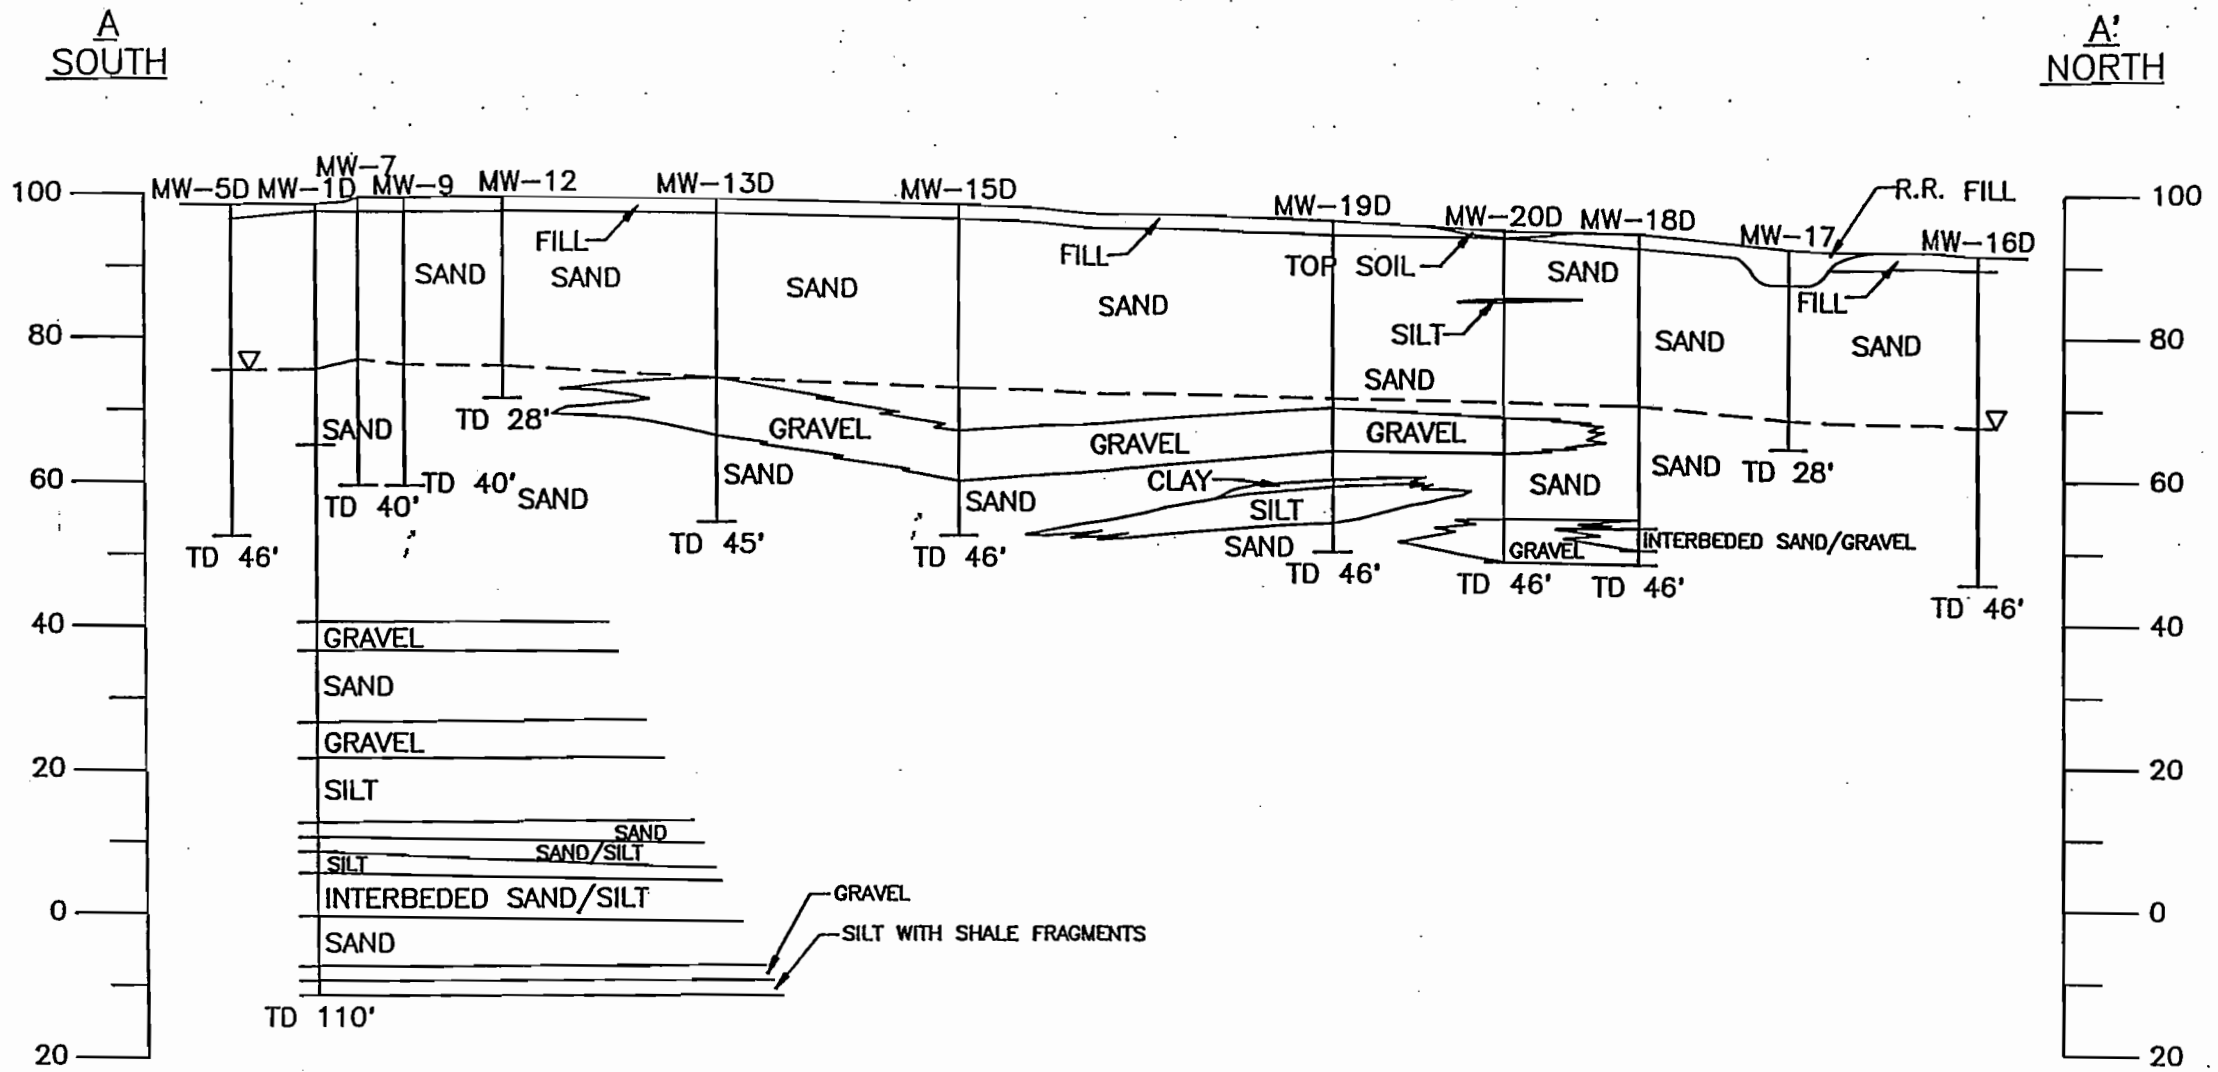 A
SOUTH
A'
NORTH
MW-7
MW-5D MW-1D MW-9 MW-12 MW-13D MW-15D MW-19D MW-20D MW-18D MW-17 MW-16D
R.R. FILL
100
100
FILL
FILL
TOP SOIL
FILL
SAND
SAND
SAND
SAND
SAND
SILT
80
80
SAND
SAND
SAND
TD 28'
SAND
GRAVEL
GRAVEL
GRAVEL
SAND
TD 28'
60
60
TD 40'
TD 40'
SAND
SAND
SAND
CLAY
SILT
SAND
SAND
GRAVEL
INTERBEDED SAND/GRAVEL
TD 46'
TD 45'
TD 46'
TD 46'
TD 46'
TD 46'
TD 46'
40
40
GRAVEL
SAND
GRAVEL
20
20
SILT
SAND
SAND/SILT
SILT
INTERBEDED SAND/SILT
0
0
GRAVEL
SAND
SILT WITH SHALE FRAGMENTS
TD 110'
20
20